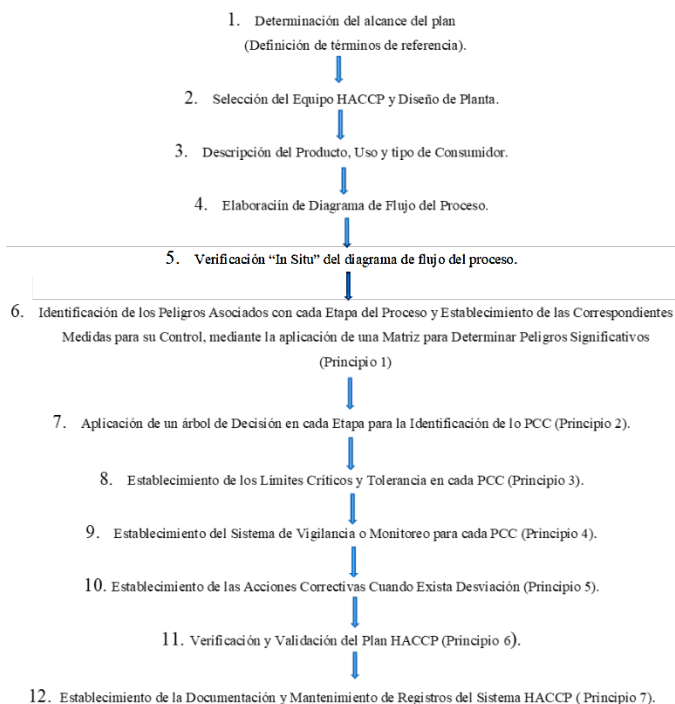 1. Determinación del alcance del plan
(Definición de términos de referencia).
2. Selección del Equipo HACCP y Diseño de Planta.
3. Descripción del Producto, Uso y tipo de Consumidor.
4. Elaboraciín de Diagrama de Flujo del Proceso.
5. Verificación “In Situ” del diagrama de flujo del proceso.
6. Identificación de los Peligros Asociados con cada Etapa del Proceso y Establecimiento de las Correspondientes
Medidas para su Control, mediante la aplicación de una Matriz para Determinar Peligros Significativos
(Principio 1)
7. Aplicación de un árbol de Decisión en cada Etapa para la Identificación de lo PCC (Principio 2).
8. Establecimiento de los Límites Críticos y Tolerancia en cada PCC (Principio 3).
9. Establecimiento del Sistema de Vigilancia o Monitoreo para cada PCC (Principio 4).
10. Establecimiento de las Acciones Correctivas Cuando Exista Desviación (Principio 5).
11. Verificación y Validación del Plan HACCP (Principio 6).
12. Establecimiento de la Documentación y Mantenimiento de Registros del Sistema HACCP ( Principio 7).